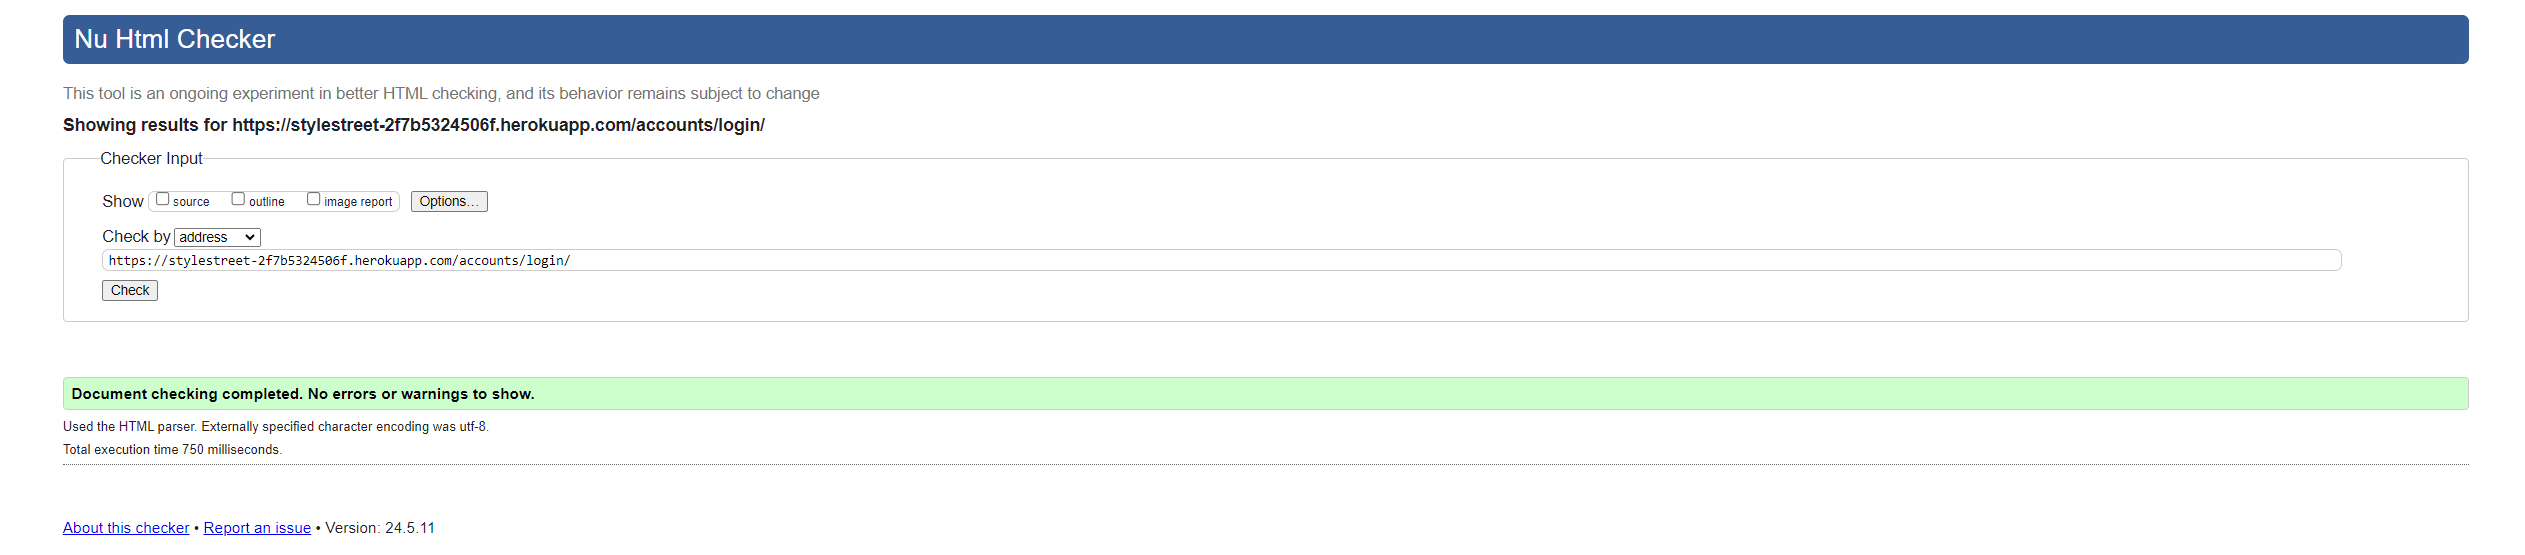 Nu Html Checker
This tool is an ongoing experiment in better HTML checking, and its behavior remains subject to change
Showing results for https://stylestreet-2f7b5324506f.herokuapp.com/accounts/login/
Checker Input
Show source outline image report Options...
Check by address
https://stylestreet-2f7b5324506f.herokuapp.com/accounts/login/
Check
Document checking completed. No errors or warnings to show.
Used the HTML parser. Externally specified character encoding was utf-8.
Total execution time 750 milliseconds.
About this checker • Report an issue • Version: 24.5.11